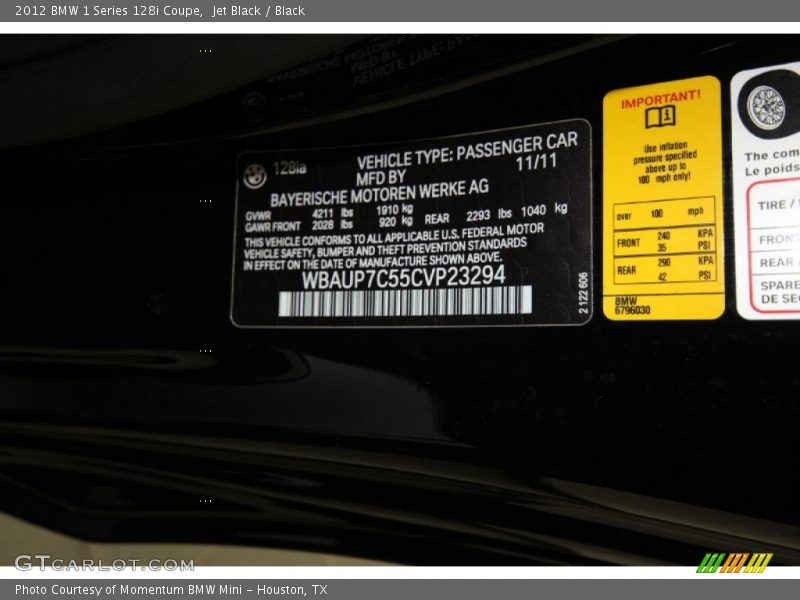 2012 BMW 1 Series 128i Coupe, Jet Black / Black
128ia
VEHICLE TYPE: PASSENGER CAR
MFD BY 11/11
BAYERISCHE MOTOREN WERKE AG
GVWR 4211 lbs 1910 kg
GAWR FRONT 2028 lbs 920 kg REAR 2293 lbs 1040 kg
THIS VEHICLE CONFORMS TO ALL APPLICABLE U.S. FEDERAL MOTOR
VEHICLE SAFETY, BUMPER AND THEFT PREVENTION STANDARDS
IN EFFECT ON THE DATE OF MANUFACTURE SHOWN ABOVE.
WBAUP7C55CVP23294
2 122 606
IMPORTANT!
Use inflation
pressure specified
above up to
100 mph only!
over 100 mph
FRONT 240 KPA
35 PSI
REAR 290 KPA
42 PSI
BMW
6796030
The com
Le poids
TIRE /
FRONT
REAR
SPARE
DE SE
GTCARLOT.COM
Photo Courtesy of Momentum BMW Mini - Houston, TX